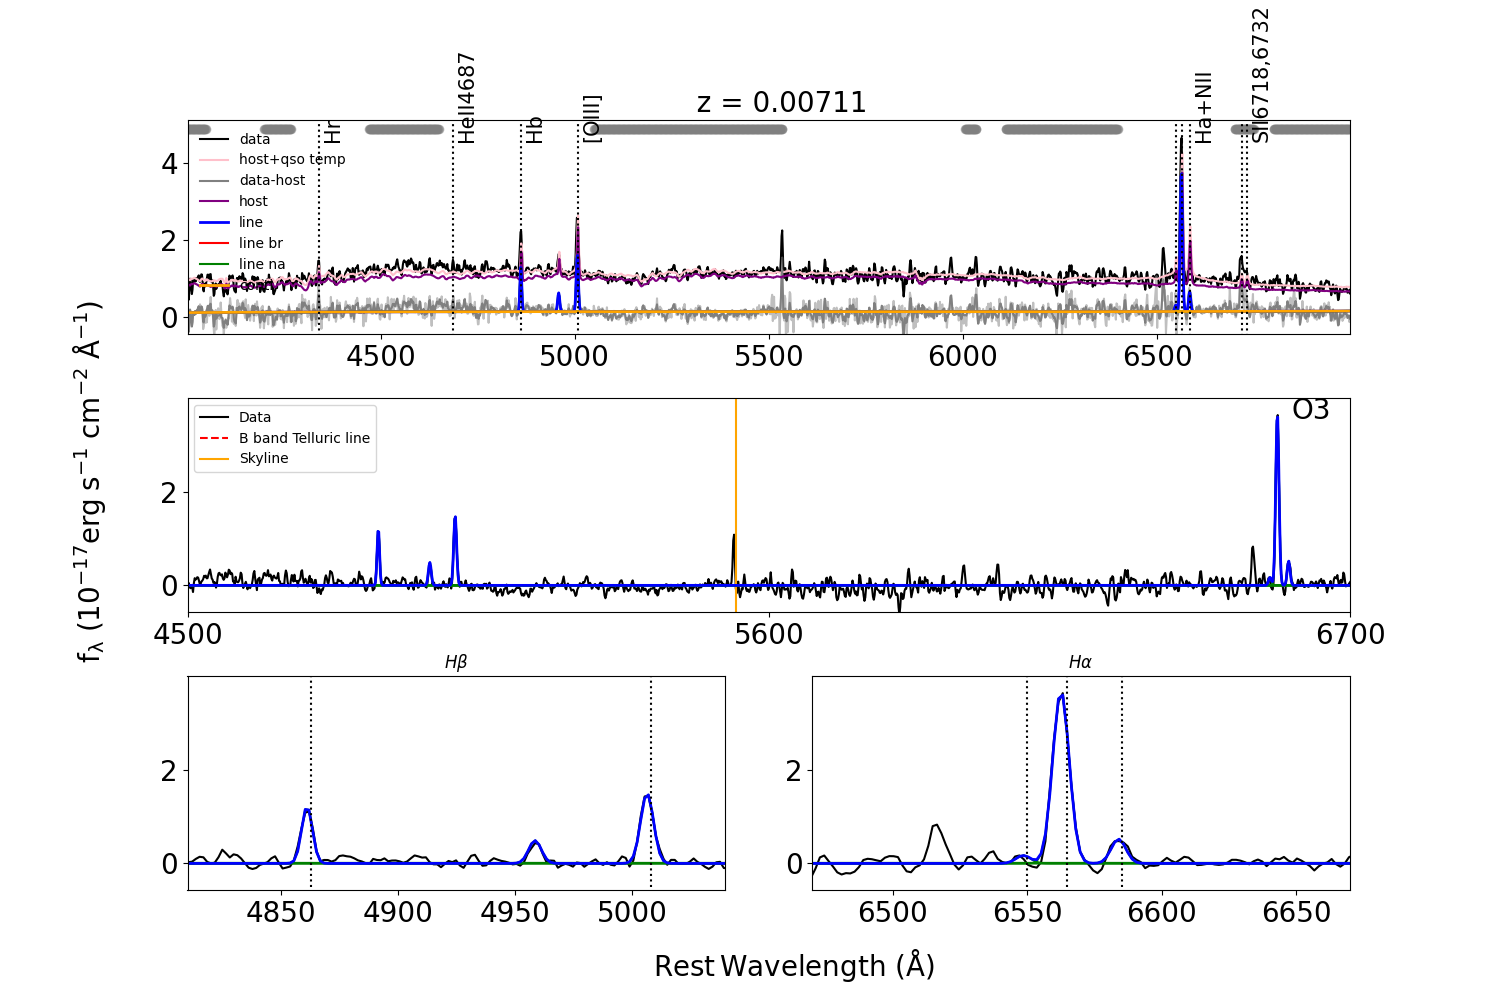 z = 0.00711
Hr
HeII4687
Hb
[OIII]
Ha+NII
SII6718,6732
data
host+qso temp
data-host
host
line
line br
line na
4
2
0
4500
5000
5500
6000
6500
Data
B band Telluric line
Skyline
O3
2
0
4500
5600
6700
fλ (10⁻¹⁷erg s⁻¹ cm⁻² Å⁻¹)
Hβ
2
0
4850
4900
4950
5000
Hα
2
0
6500
6550
6600
6650
Rest Wavelength (Å)